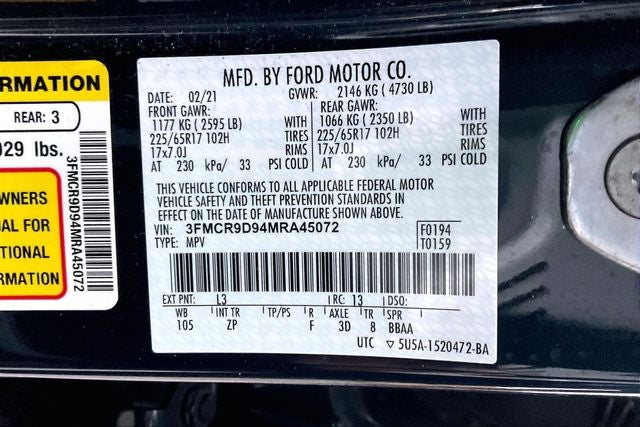 RMATION
REAR: 3
029 lbs.
WNERS
UAL FOR
TIONAL
RMATION
3FMCR9D94MRA45072
MFD. BY FORD MOTOR CO.
DATE: 02/21 GVWR: 2146 KG ( 4730 LB)
FRONT GAWR: REAR GAWR:
1177 KG ( 2595 LB) WITH 1066 KG ( 2350 LB) WITH
225/65R17 102H TIRES 225/65R17 102H TIRES
17x7.0J RIMS 17x7.0J RIMS
AT 230 kPa/ 33 PSI COLD AT 230 kPa/ 33 PSI COLD
THIS VEHICLE CONFORMS TO ALL APPLICABLE FEDERAL MOTOR
VEHICLE SAFETY AND THEFT PREVENTION STANDARDS IN
EFFECT ON THE DATE OF MANUFACTURE SHOWN ABOVE.
VIN: 3FMCR9D94MRA45072 F0194
TYPE: MPV T0159
EXT PNT: L3 RC: 13 DSO:
WB INT TR TP/PS R AXLE TR SPR
105 ZP F 3D 8 BBAA
UTC ▽ 5U5A-1520472-BA